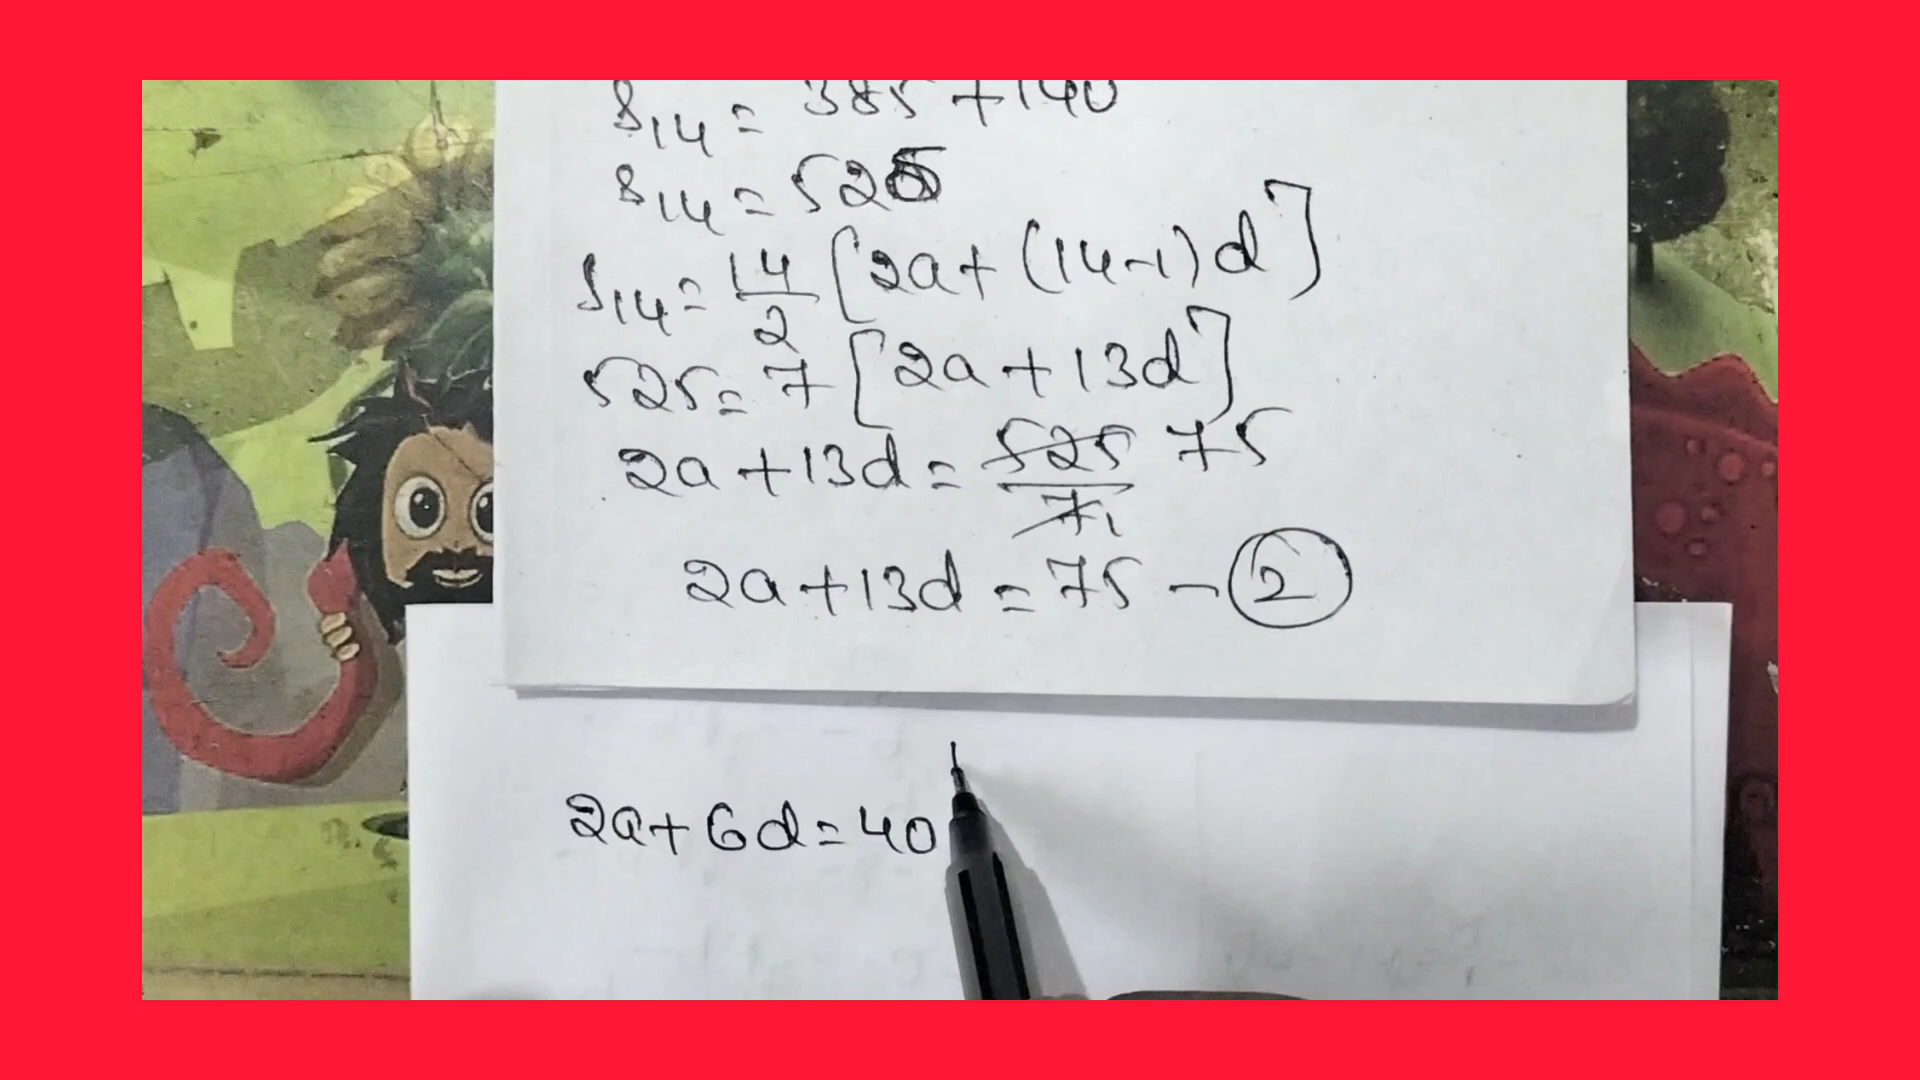 S14 = 385 + 140
S14 = 525
S14 = 14/2 [2a + (14-1)d]
525 = 7 [2a + 13d]
2a + 13d = 525/7 1 75
2a + 13d = 75 - 2
2a + 6d = 40